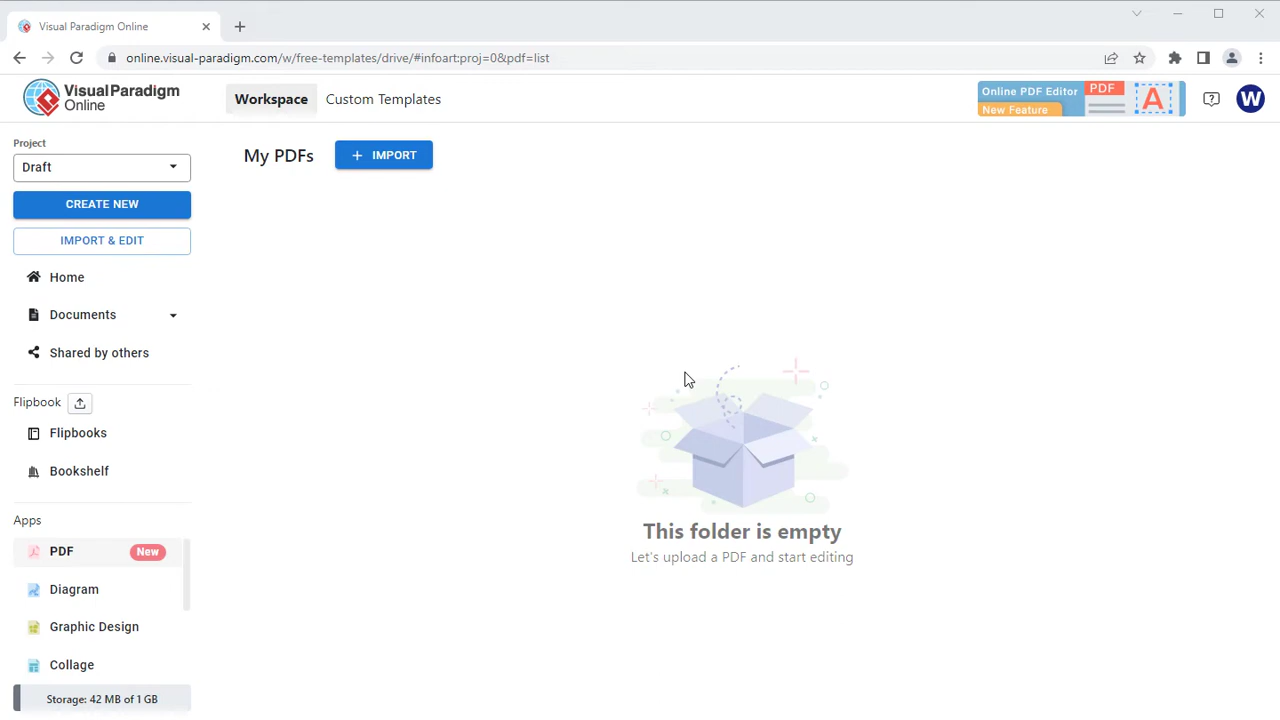 Visual Paradigm Online
online.visual-paradigm.com/w/free-templates/drive/#infoart:proj=0&pdf=list
VisualParadigm
Online
Workspace
Custom Templates
Online PDF Editor
New Feature
PDF
A
W
Project
Draft
CREATE NEW
IMPORT & EDIT
Home
Documents
Shared by others
Flipbook
Flipbooks
Bookshelf
Apps
PDF New
Diagram
Graphic Design
Collage
Storage: 42 MB of 1 GB
My PDFs
+ IMPORT
This folder is empty
Let's upload a PDF and start editing